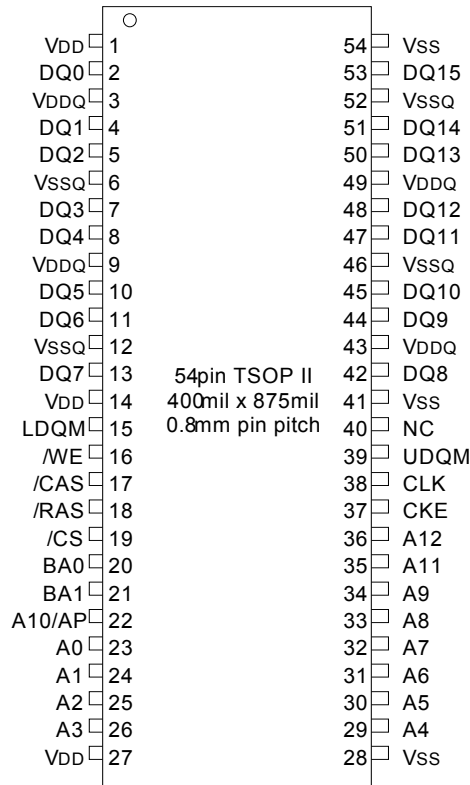 VDD 1 54 VSS
DQ0 2 53 DQ15
VDDQ 3 52 VSSQ
DQ1 4 51 DQ14
DQ2 5 50 DQ13
VSSQ 6 49 VDDQ
DQ3 7 48 DQ12
DQ4 8 47 DQ11
VDDQ 9 46 VSSQ
DQ5 10 45 DQ10
DQ6 11 44 DQ9
VSSQ 12 43 VDDQ
DQ7 13 54pin TSOP II 42 DQ8
VDD 14 400mil x 875mil 41 VSS
LDQM 15 0.8mm pin pitch 40 NC
/WE 16 39 UDQM
/CAS 17 38 CLK
/RAS 18 37 CKE
/CS 19 36 A12
BA0 20 35 A11
BA1 21 34 A9
A10/AP 22 33 A8
A0 23 32 A7
A1 24 31 A6
A2 25 30 A5
A3 26 29 A4
VDD 27 28 VSS